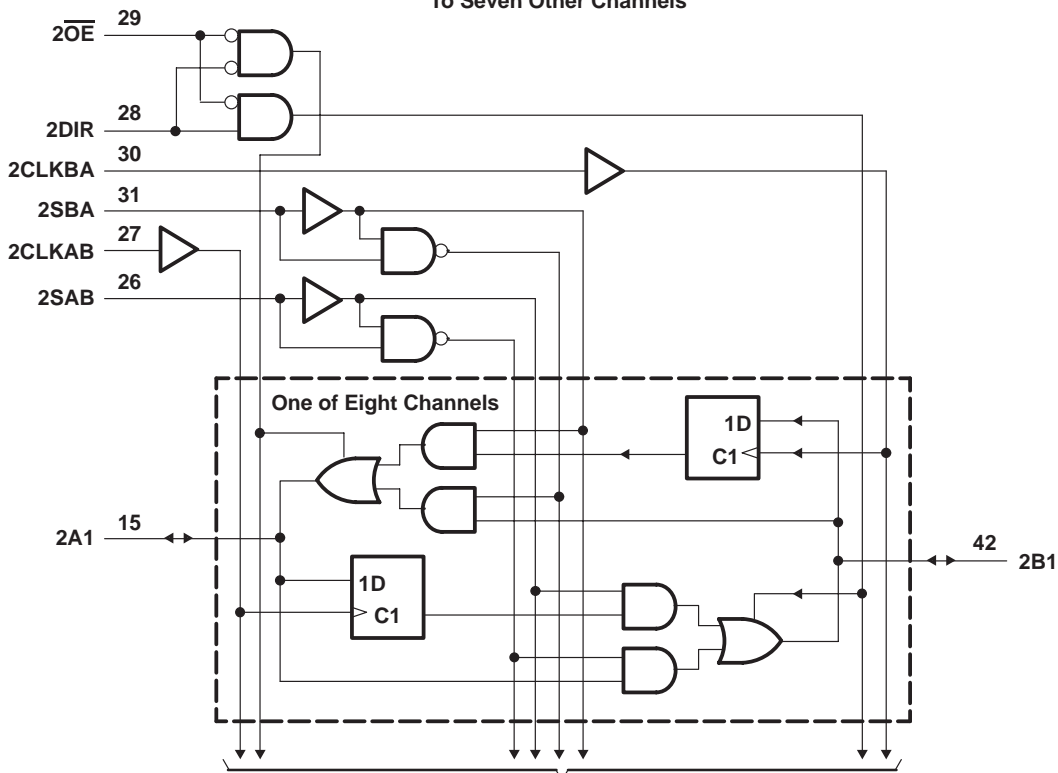 To Seven Other Channels
2O̅E̅ 29
2DIR 28
2CLKBA 30
2SBA 31
2CLKAB 27
2SAB 26
One of Eight Channels
1D
C1
2A1 15
42 2B1
1D
C1